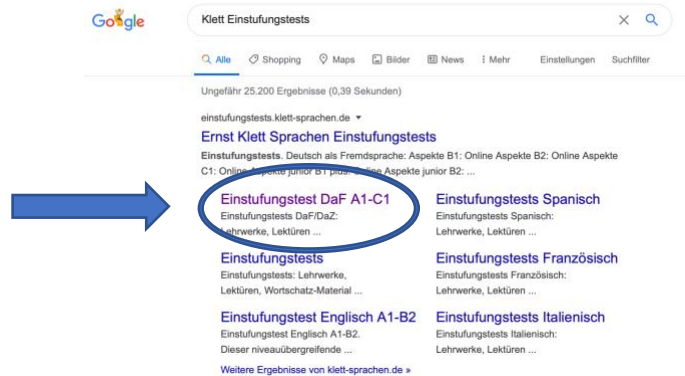 Google
Klett Einstufungstests
Alle Shopping Maps Bilder News Mehr Einstellungen Suchfilter
Ungefähr 25.200 Ergebnisse (0,39 Sekunden)
einstufungstests.klett-sprachen.de
Ernst Klett Sprachen Einstufungstests
Einstufungstests. Deutsch als Fremdsprache: Aspekte B1: Online Aspekte B2: Online Aspekte
C1: Online Aspekte junior B1 plus: Online Aspekte junior B2: ...
Einstufungstest DaF A1-C1
Einstufungstests DaF/DaZ:
Lehrwerke, Lektüren ...
Einstufungstests Spanisch
Einstufungstests Spanisch:
Lehrwerke, Lektüren ...
Einstufungstests
Einstufungstests: Lehrwerke,
Lektüren, Wortschatz-Material ...
Einstufungstests Französisch
Einstufungstests Französisch:
Lehrwerke, Lektüren ...
Einstufungstest Englisch A1-B2
Einstufungstest Englisch A1-B2.
Dieser niveauübergreifende ...
Einstufungstests Italienisch
Einstufungstests Italienisch:
Lehrwerke, Lektüren ...
Weitere Ergebnisse von klett-sprachen.de »